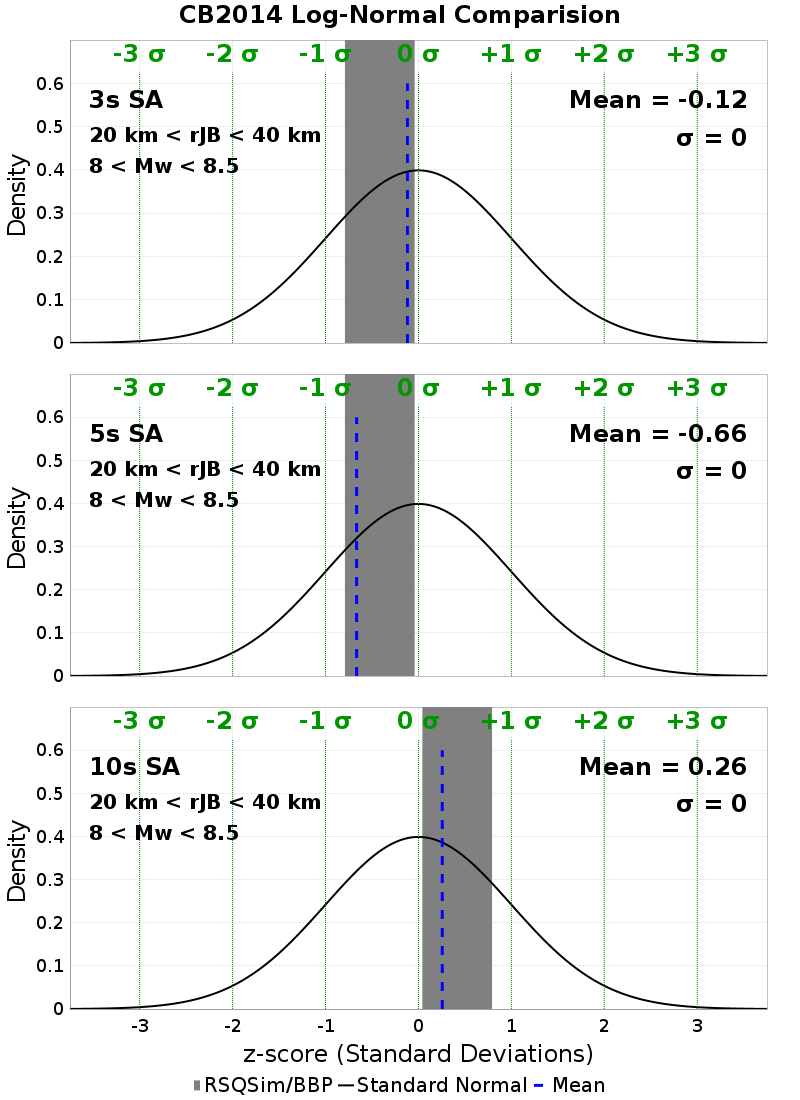 CB2014 Log-Normal Comparision
-3 σ -2 σ -1 σ 0 σ +1 σ +2 σ +3 σ
3s SA
20 km < rJB < 40 km
8 < Mw < 8.5
Mean = -0.12
σ = 0
Density
0.6
0.5
0.4
0.3
0.2
0.1
0
-3 σ -2 σ -1 σ 0 σ +1 σ +2 σ +3 σ
5s SA
20 km < rJB < 40 km
8 < Mw < 8.5
Mean = -0.66
σ = 0
Density
0.6
0.5
0.4
0.3
0.2
0.1
0
-3 σ -2 σ -1 σ 0 σ +1 σ +2 σ +3 σ
10s SA
20 km < rJB < 40 km
8 < Mw < 8.5
Mean = 0.26
σ = 0
Density
0.6
0.5
0.4
0.3
0.2
0.1
0
-3 -2 -1 0 1 2 3
z-score (Standard Deviations)
RSQSim/BBP Standard Normal Mean